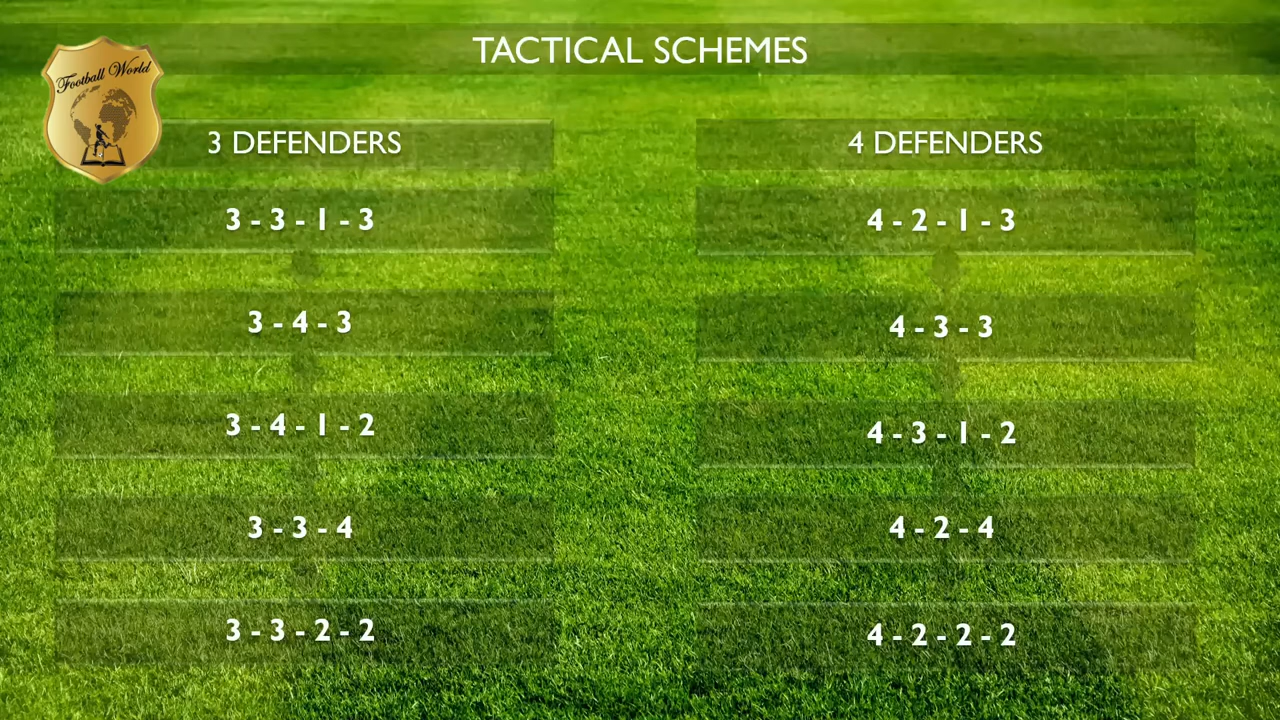 TACTICAL SCHEMES
Football World
3 DEFENDERS
3 - 3 - 1 - 3
3 - 4 - 3
3 - 4 - 1 - 2
3 - 3 - 4
3 - 3 - 2 - 2
4 DEFENDERS
4 - 2 - 1 - 3
4 - 3 - 3
4 - 3 - 1 - 2
4 - 2 - 4
4 - 2 - 2 - 2